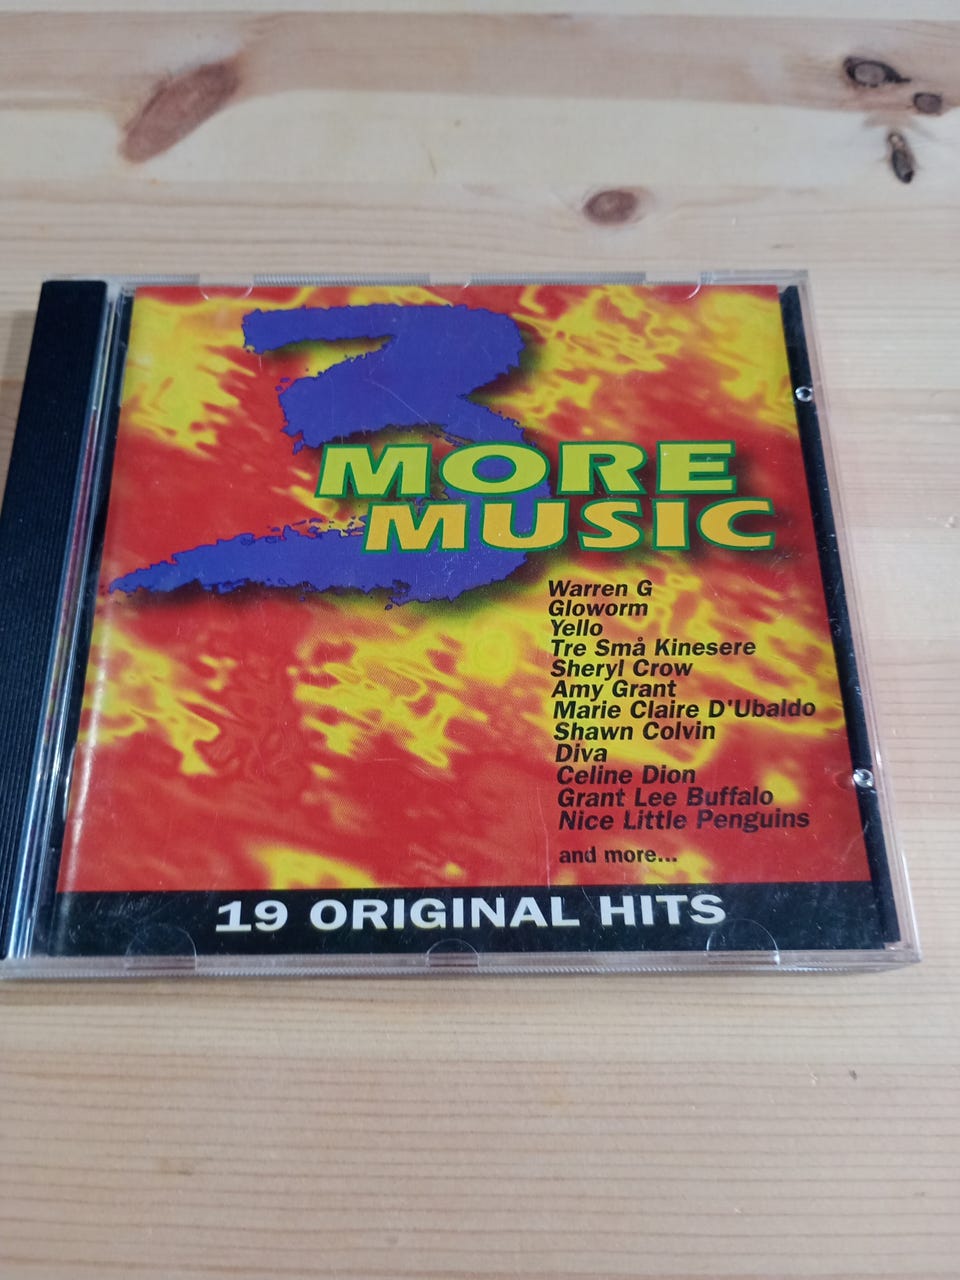 3
MORE
MUSIC
Warren G
Gloworm
Yello
Tre Små Kinesere
Sheryl Crow
Amy Grant
Marie Claire D'Ubaldo
Shawn Colvin
Diva
Celine Dion
Grant Lee Buffalo
Nice Little Penguins
and more...
19 ORIGINAL HITS